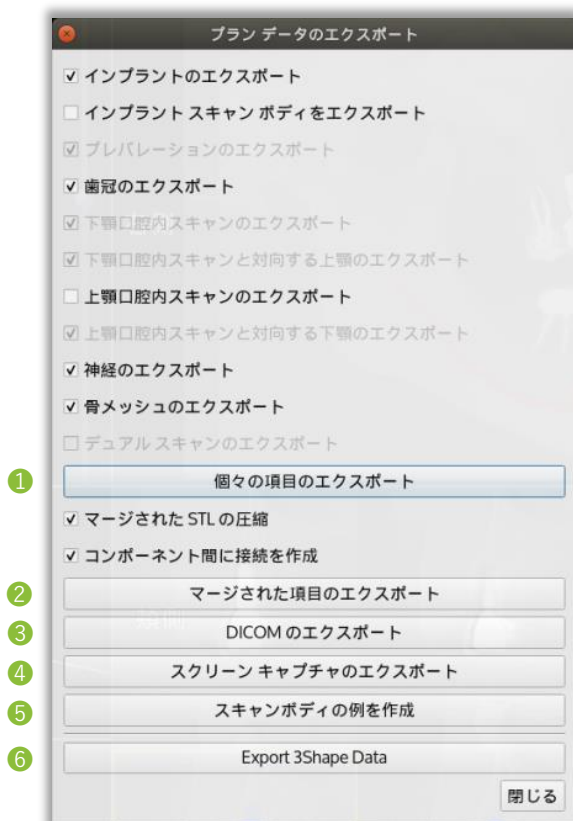 プラン データのエクスポート
インプラントのエクスポート
インプラント スキャン ボディをエクスポート
プレパレーションのエクスポート
歯冠のエクスポート
下顎口腔内スキャンのエクスポート
下顎口腔内スキャンと対向する上顎のエクスポート
上顎口腔内スキャンのエクスポート
上顎口腔内スキャンと対向する下顎のエクスポート
神経のエクスポート
骨メッシュのエクスポート
デュアル スキャンのエクスポート
1 個々の項目のエクスポート
マージされた STL の圧縮
コンポーネント間に接続を作成
2 マージされた項目のエクスポート
3 DICOM のエクスポート
4 スクリーン キャプチャのエクスポート
5 スキャンボディの例を作成
6 Export 3Shape Data
閉じる